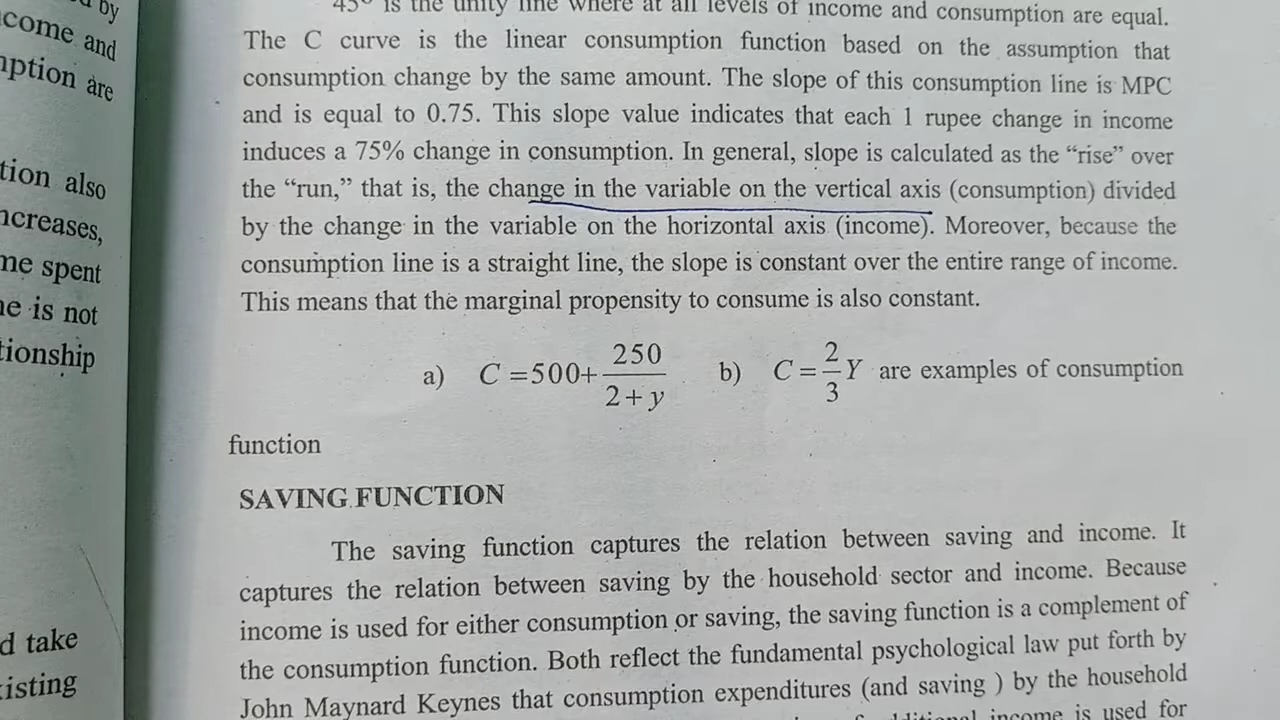 by
come and
ption are
tion also
ncreases,
me spent
ne is not
tionship
d take
isting
45° is the unity line where at all levels of income and consumption are equal.
The C curve is the linear consumption function based on the assumption that
consumption change by the same amount. The slope of this consumption line is MPC
and is equal to 0.75. This slope value indicates that each 1 rupee change in income
induces a 75% change in consumption. In general, slope is calculated as the “rise” over
the “run,” that is, the change in the variable on the vertical axis (consumption) divided
by the change in the variable on the horizontal axis (income). Moreover, because the
consumption line is a straight line, the slope is constant over the entire range of income.
This means that the marginal propensity to consume is also constant.
a) C =500+ 250/(2+y) b) C = 2/3 Y are examples of consumption
function
SAVING FUNCTION
The saving function captures the relation between saving and income. It
captures the relation between saving by the household sector and income. Because
income is used for either consumption or saving, the saving function is a complement of
the consumption function. Both reflect the fundamental psychological law put forth by
John Maynard Keynes that consumption expenditures (and saving ) by the household
income is used for